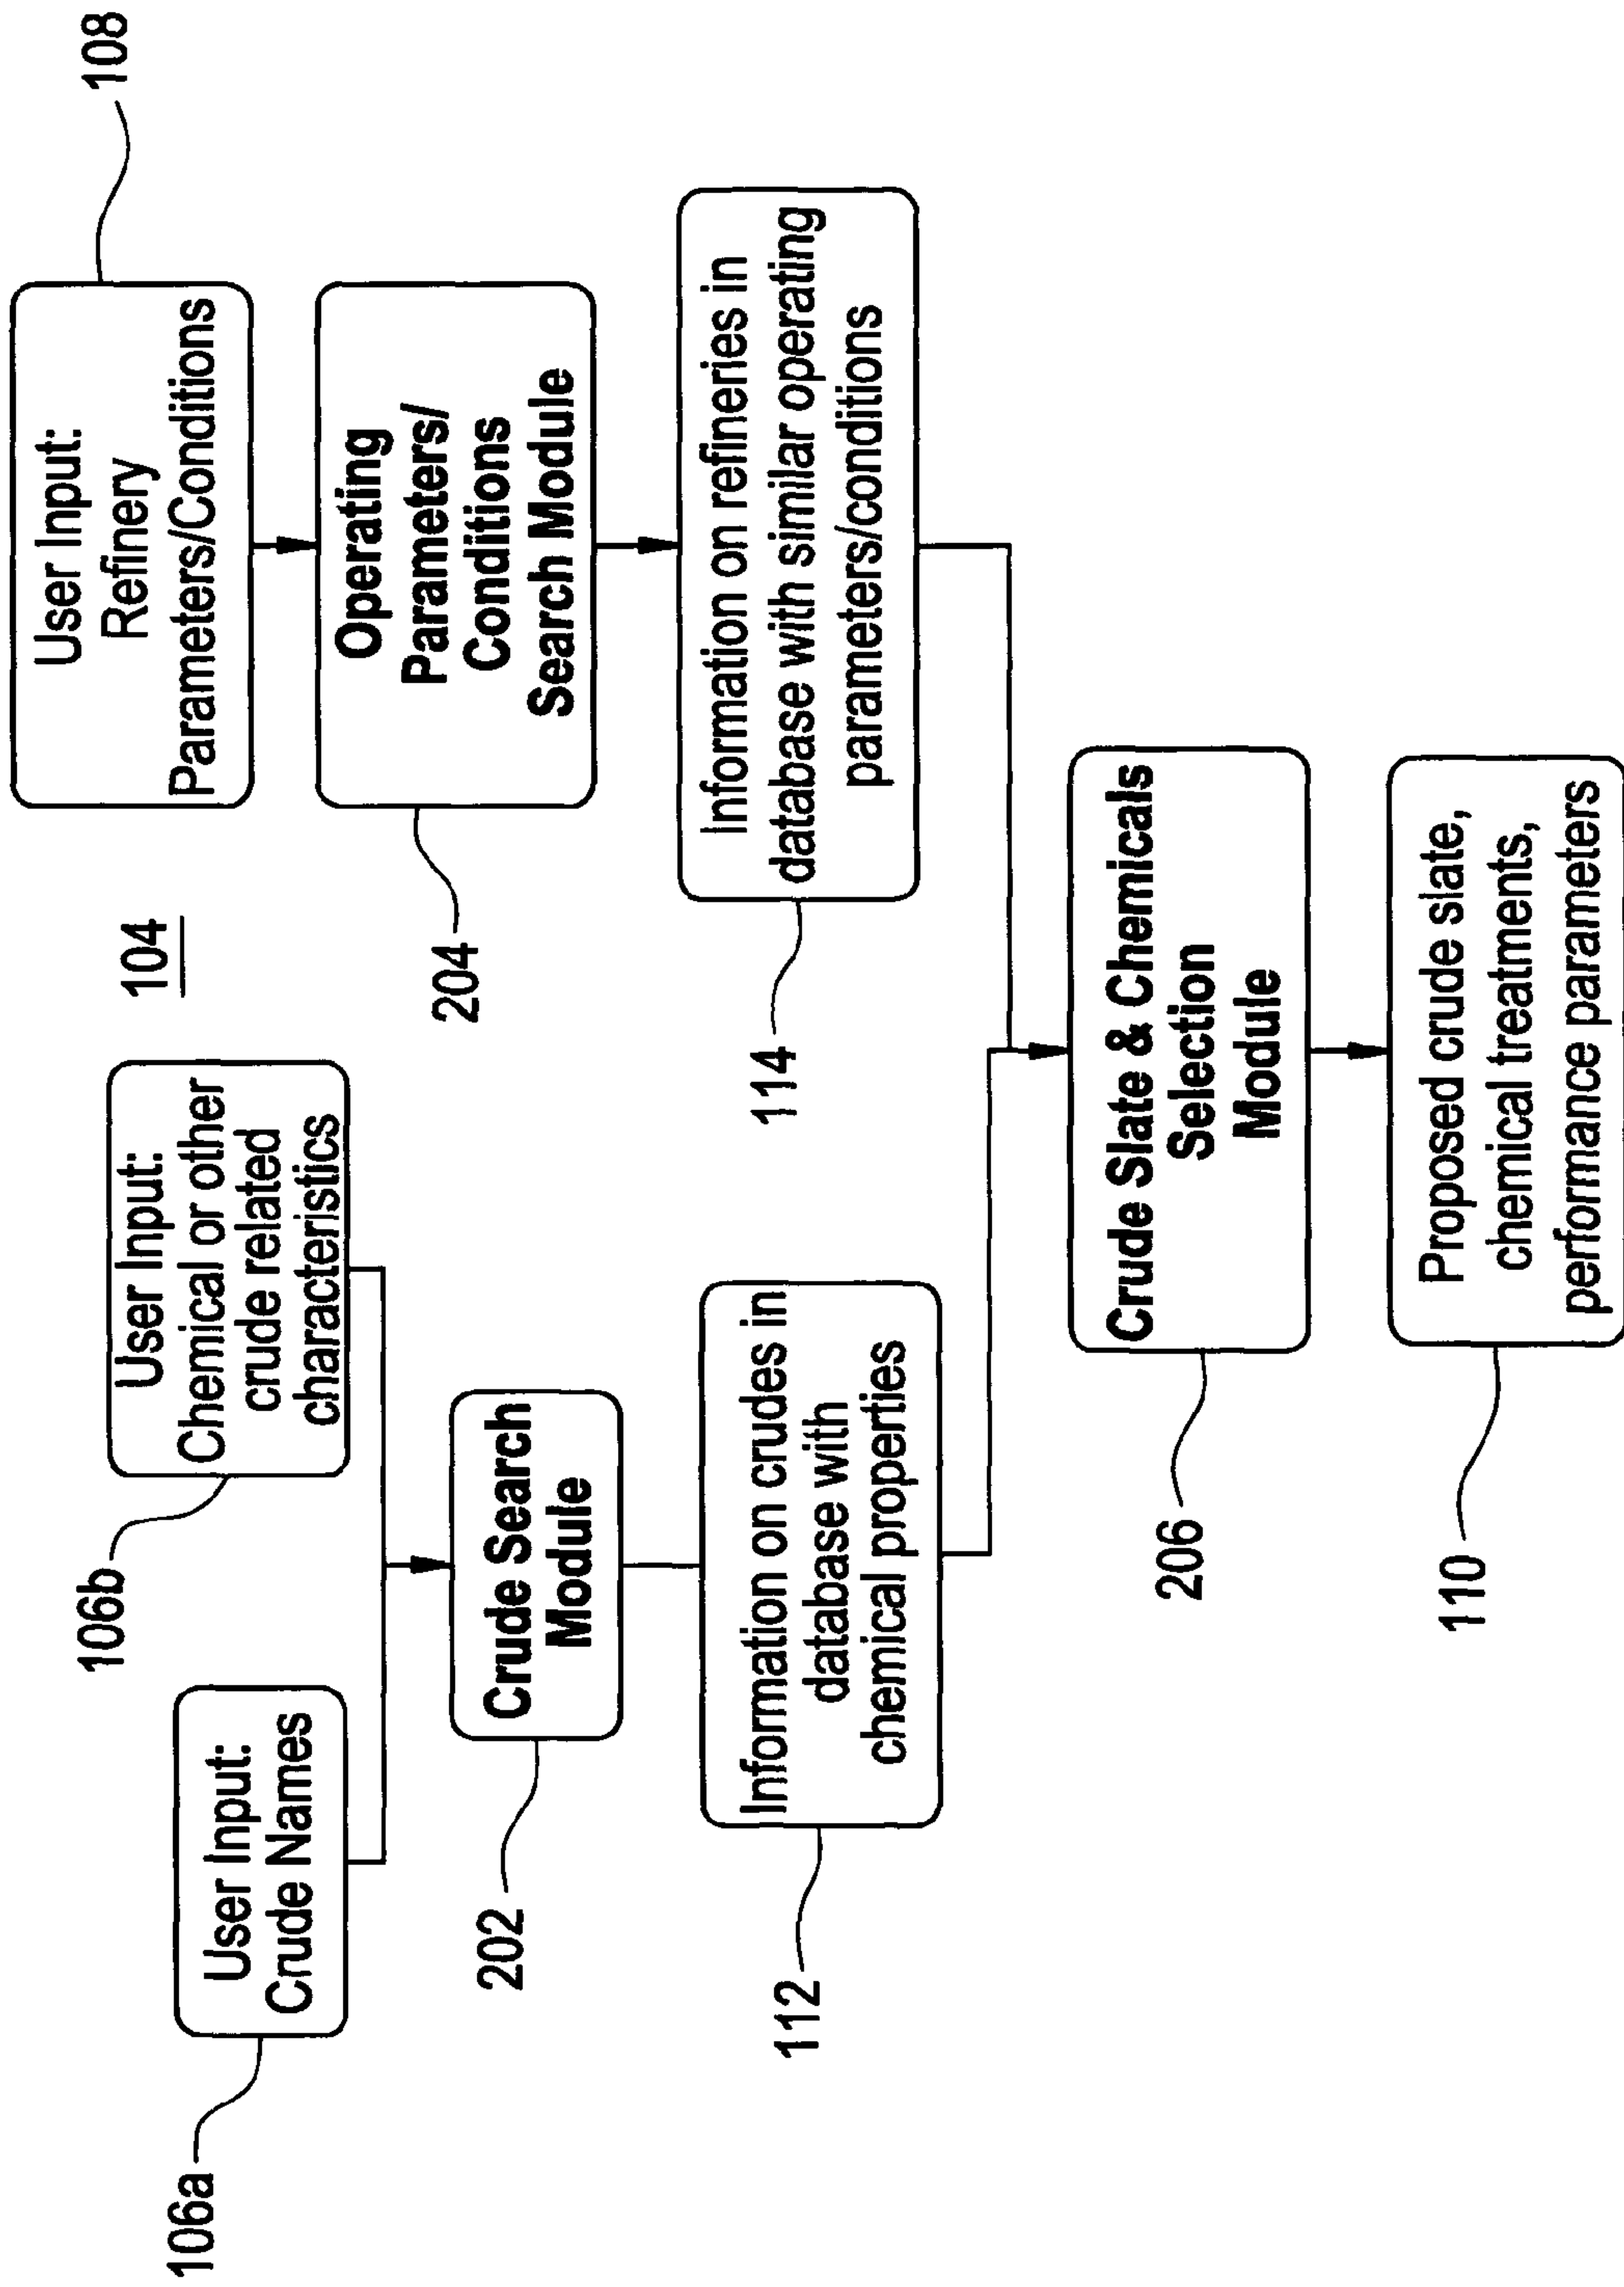 104
108
User Input:
Refinery
Parameters/Conditions
106b
User Input:
Chemical or other
crude related
characteristics
106a
User Input:
Crude Names
204
Operating
Parameters/
Conditions
Search Module
202
Crude Search
Module
114
Information on refineries in
database with similar operating
parameters/conditions
112
Information on crudes in
database with
chemical properties
206
Crude Slate & Chemicals
Selection
Module
110
Proposed crude slate,
chemical treatments,
performance parameters